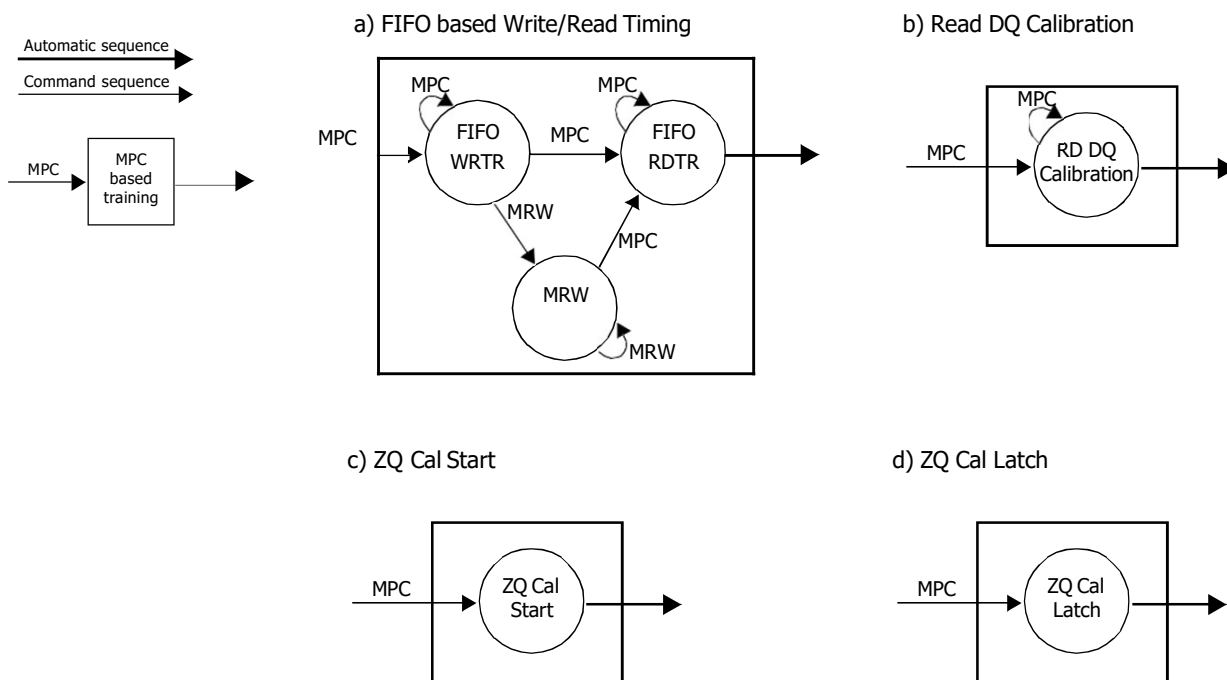 Automatic sequence
Command sequence
MPC
MPC
based
training
a) FIFO based Write/Read Timing
MPC
MPC
FIFO
WRTR
MPC
MPC
FIFO
RDTR
MRW
MPC
MRW
MRW
b) Read DQ Calibration
MPC
MPC
RD DQ
Calibration
c) ZQ Cal Start
MPC
ZQ Cal
Start
d) ZQ Cal Latch
MPC
ZQ Cal
Latch